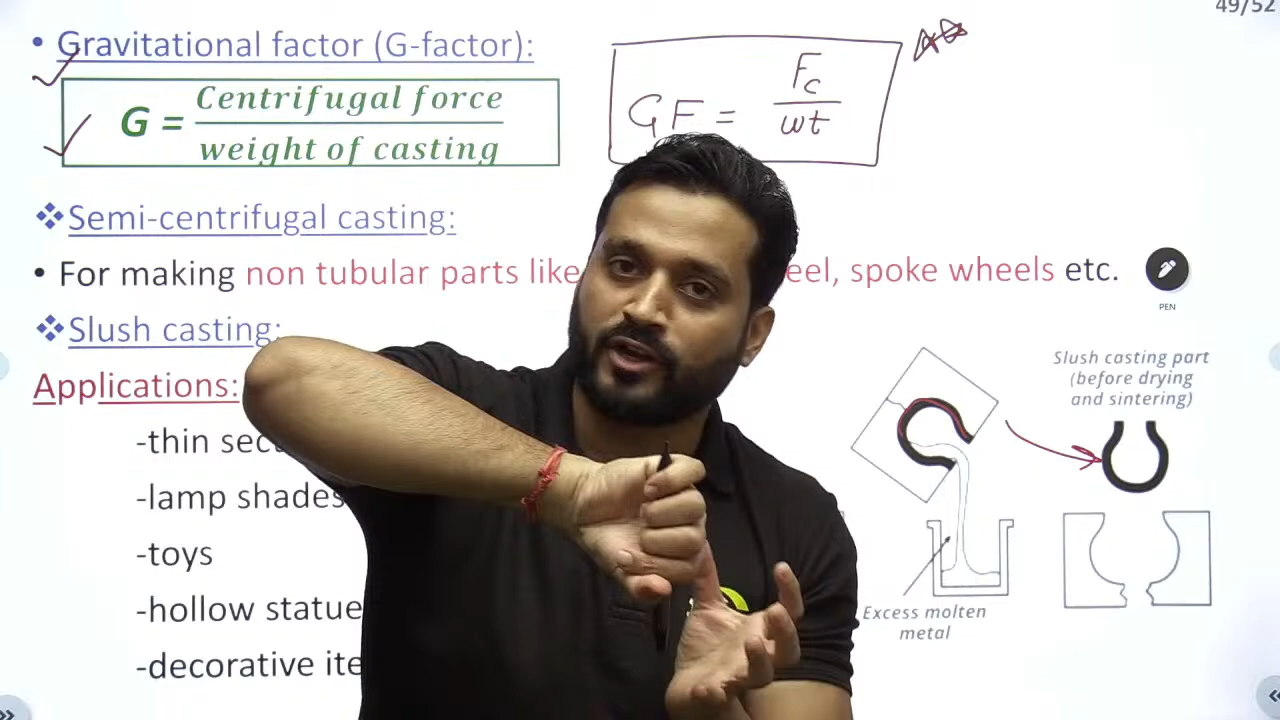 49/52
• Gravitational factor (G-factor):
G = Centrifugal force
weight of casting
GF = Fc
wt
❖Semi-centrifugal casting:
• For making non tubular parts like eel, spoke wheels etc.
PEN
❖Slush casting:
Applications:
-thin sec
-lamp shades
-toys
-hollow statue
-decorative ite
Slush casting part
(before drying
and sintering)
Excess molten
metal